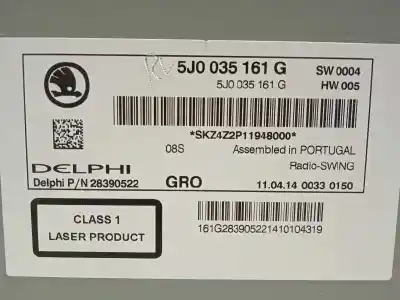 5J0 035 161 G SW 0004
5J0 035 161 G HW 005
*SKZ4Z2P11948000*
08S Assembled in PORTUGAL
DELPHI Radio-SWING
Delphi P/N 28390522 GRO 11.04.14 0033 0150
CLASS 1
LASER PRODUCT
161G283905221410104319